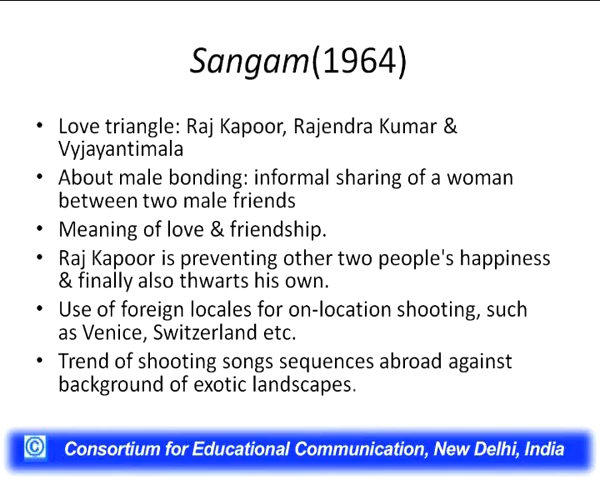 Sangam(1964)
• Love triangle: Raj Kapoor, Rajendra Kumar &
Vyjayantimala
• About male bonding: informal sharing of a woman
between two male friends
• Meaning of love & friendship.
• Raj Kapoor is preventing other two people's happiness
& finally also thwarts his own.
• Use of foreign locales for on-location shooting, such
as Venice, Switzerland etc.
• Trend of shooting songs sequences abroad against
background of exotic landscapes.
© Consortium for Educational Communication, New Delhi, India